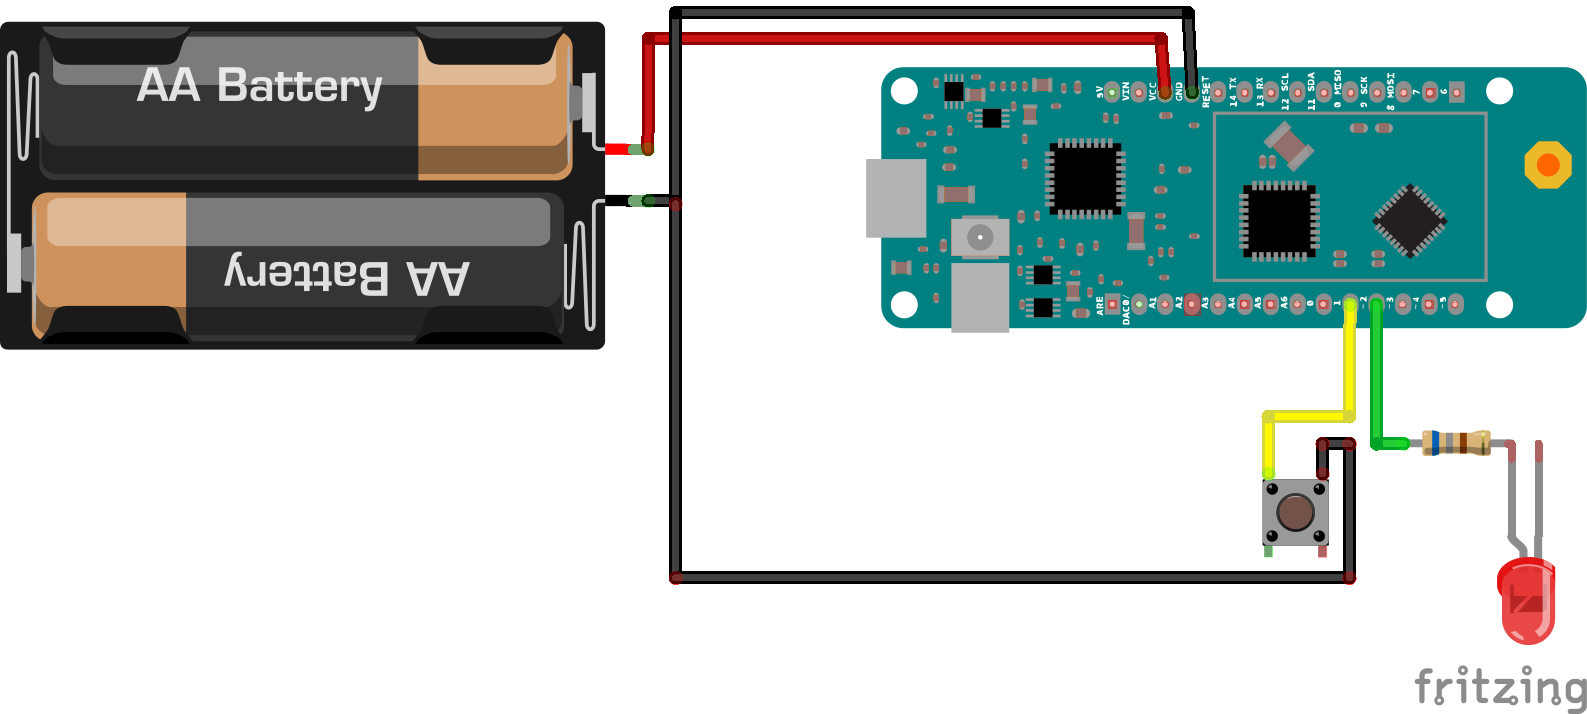 AA Battery
AA Battery
5V
VIN
VCC
GND
RESET
14 TX
13 RX
12 SCL
11 SDA
0 MISO
9 SCK
8 MOSI
7
6
ARE
DAC0/
A1
A2
A3
A4
A5
A6
0
1
~2
~3
~4
~5
fritzing